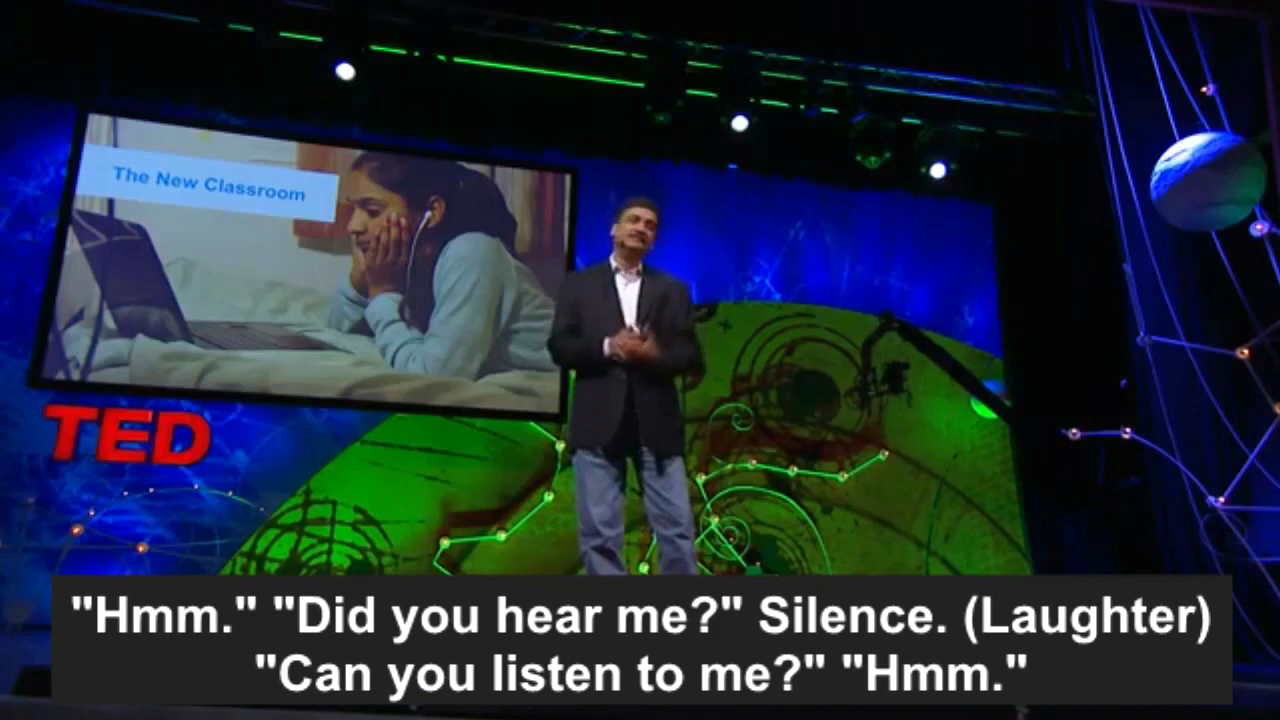 The New Classroom
TED
"Hmm." "Did you hear me?" Silence. (Laughter)
"Can you listen to me?" "Hmm."